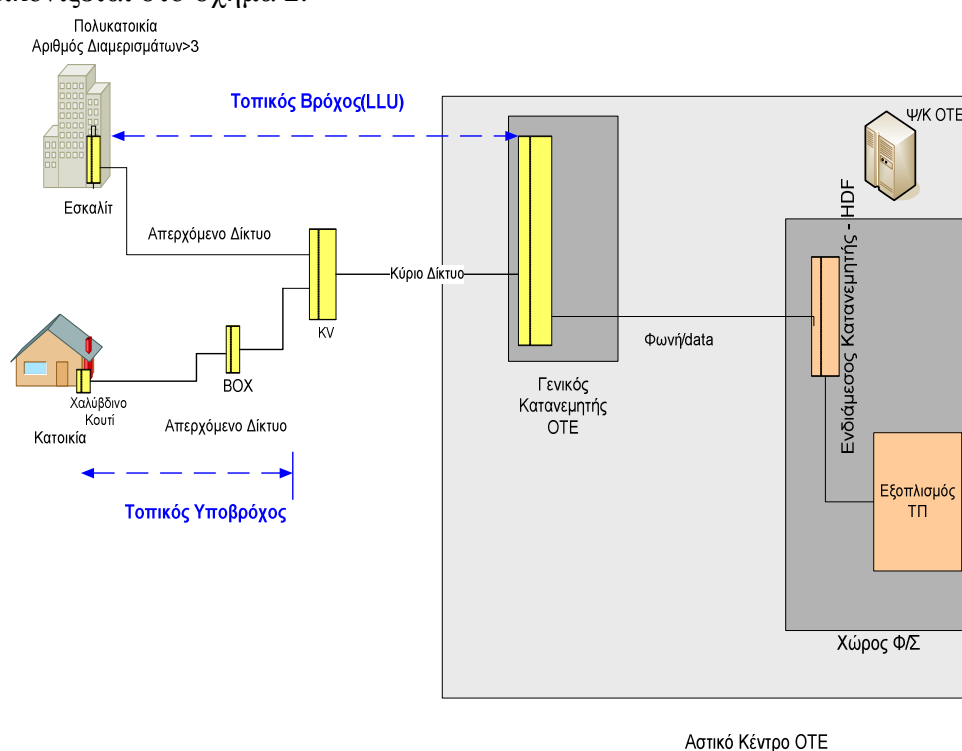 Πολυκατοικία
Αριθμός Διαμερισμάτων>3
Τοπικός Βρόχος(LLU)
Ψ/Κ ΟΤΕ
Εσκαλίτ
Απερχόμενο Δίκτυο
Κύριο Δίκτυο
KV
Ενδιάμεσος Κατανεμητής - HDF
Φωνή/data
BOX
Γενικός
Κατανεμητής
ΟΤΕ
Χαλύβδινο
Κουτί
Κατοικία
Απερχόμενο Δίκτυο
Τοπικός Υποβρόχος
Εξοπλισμός
ΤΠ
Χώρος Φ/Σ
Αστικό Κέντρο ΟΤΕ